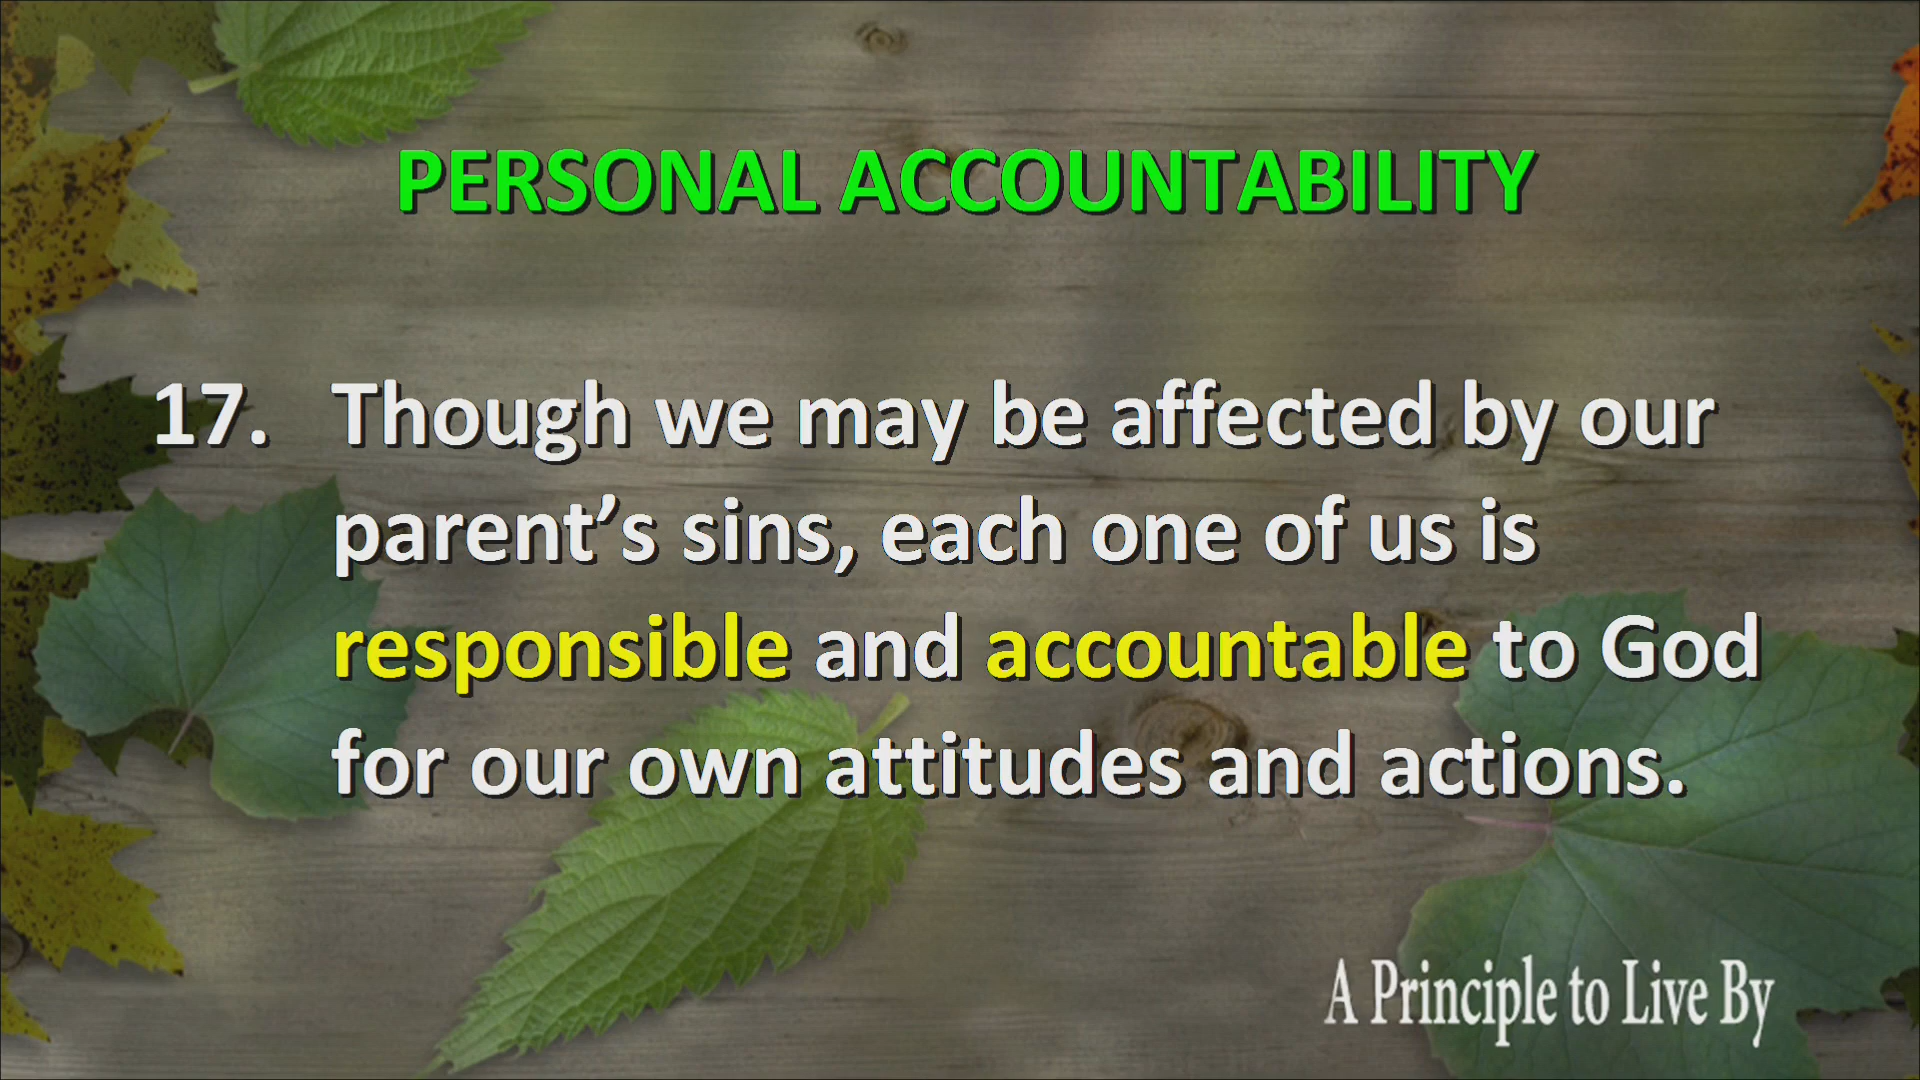 PERSONAL ACCOUNTABILITY
17. Though we may be affected by our
parent’s sins, each one of us is
responsible and accountable to God
for our own attitudes and actions.
A Principle to Live By